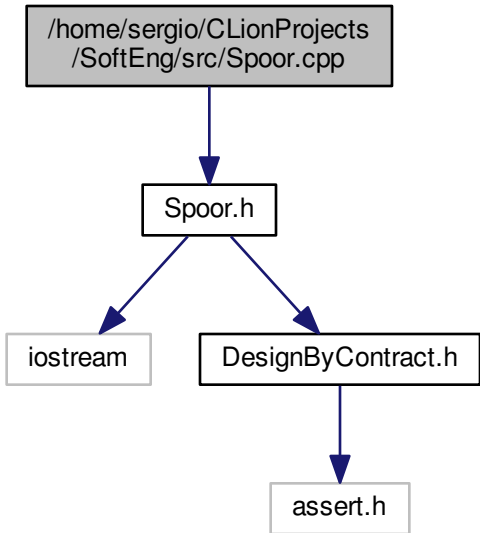 /home/sergio/CLionProjects
/SoftEng/src/Spoor.cpp
Spoor.h
iostream
DesignByContract.h
assert.h